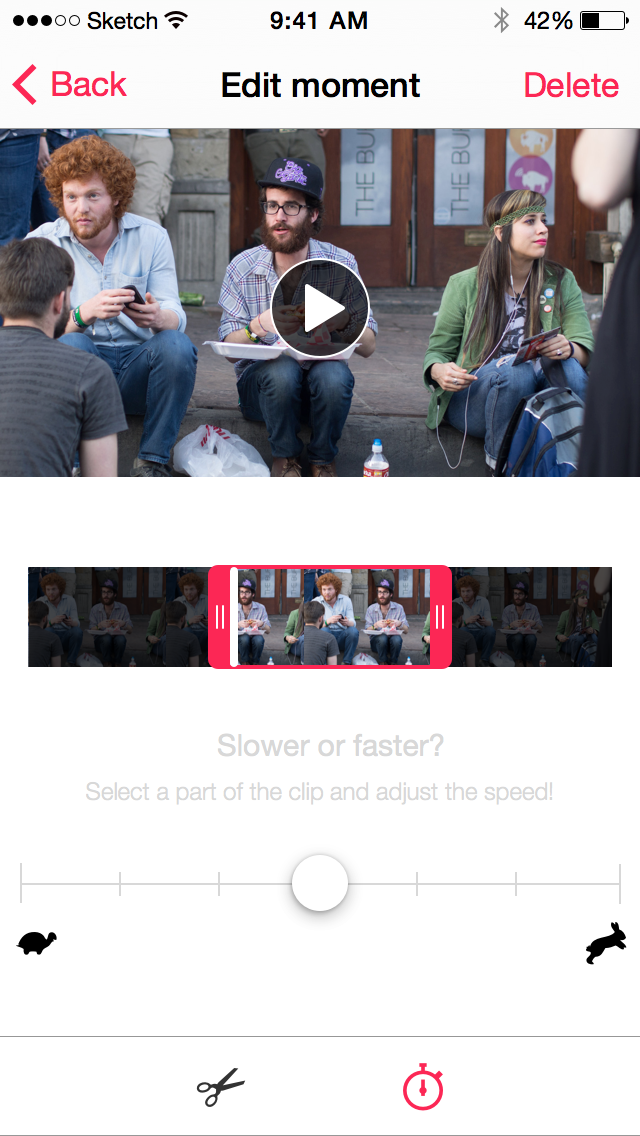 Sketch 9:41 AM 42%
Back Edit moment Delete
THE BU
THE BU
Slower or faster?
Select a part of the clip and adjust the speed!